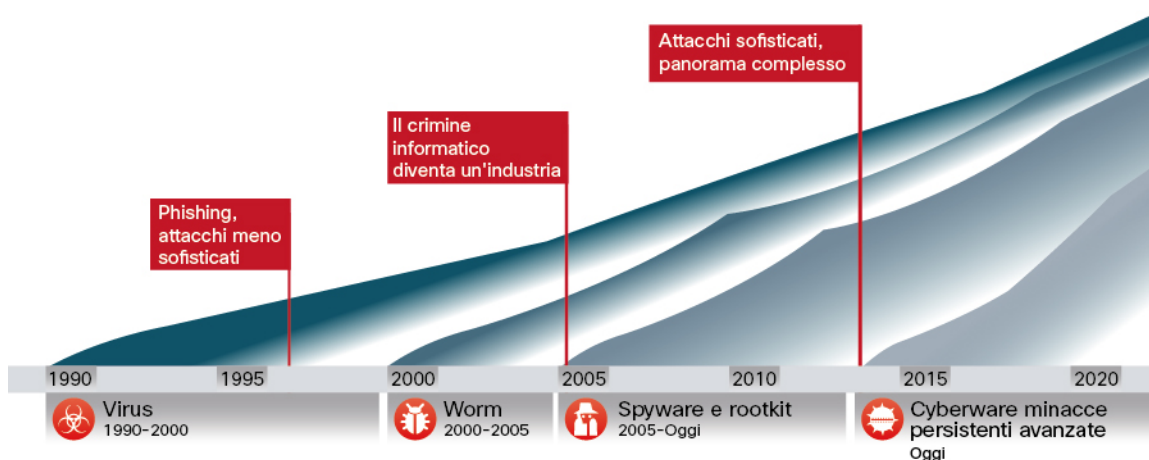 Attacchi sofisticati,
panorama complesso
Il crimine
informatico
diventa un'industria
Phishing,
attacchi meno
sofisticati
1990
1995
2000
2005
2010
2015
2020
Virus
1990-2000
Worm
2000-2005
Spyware e rootkit
2005-Oggi
Cyberware minacce
persistenti avanzate
Oggi